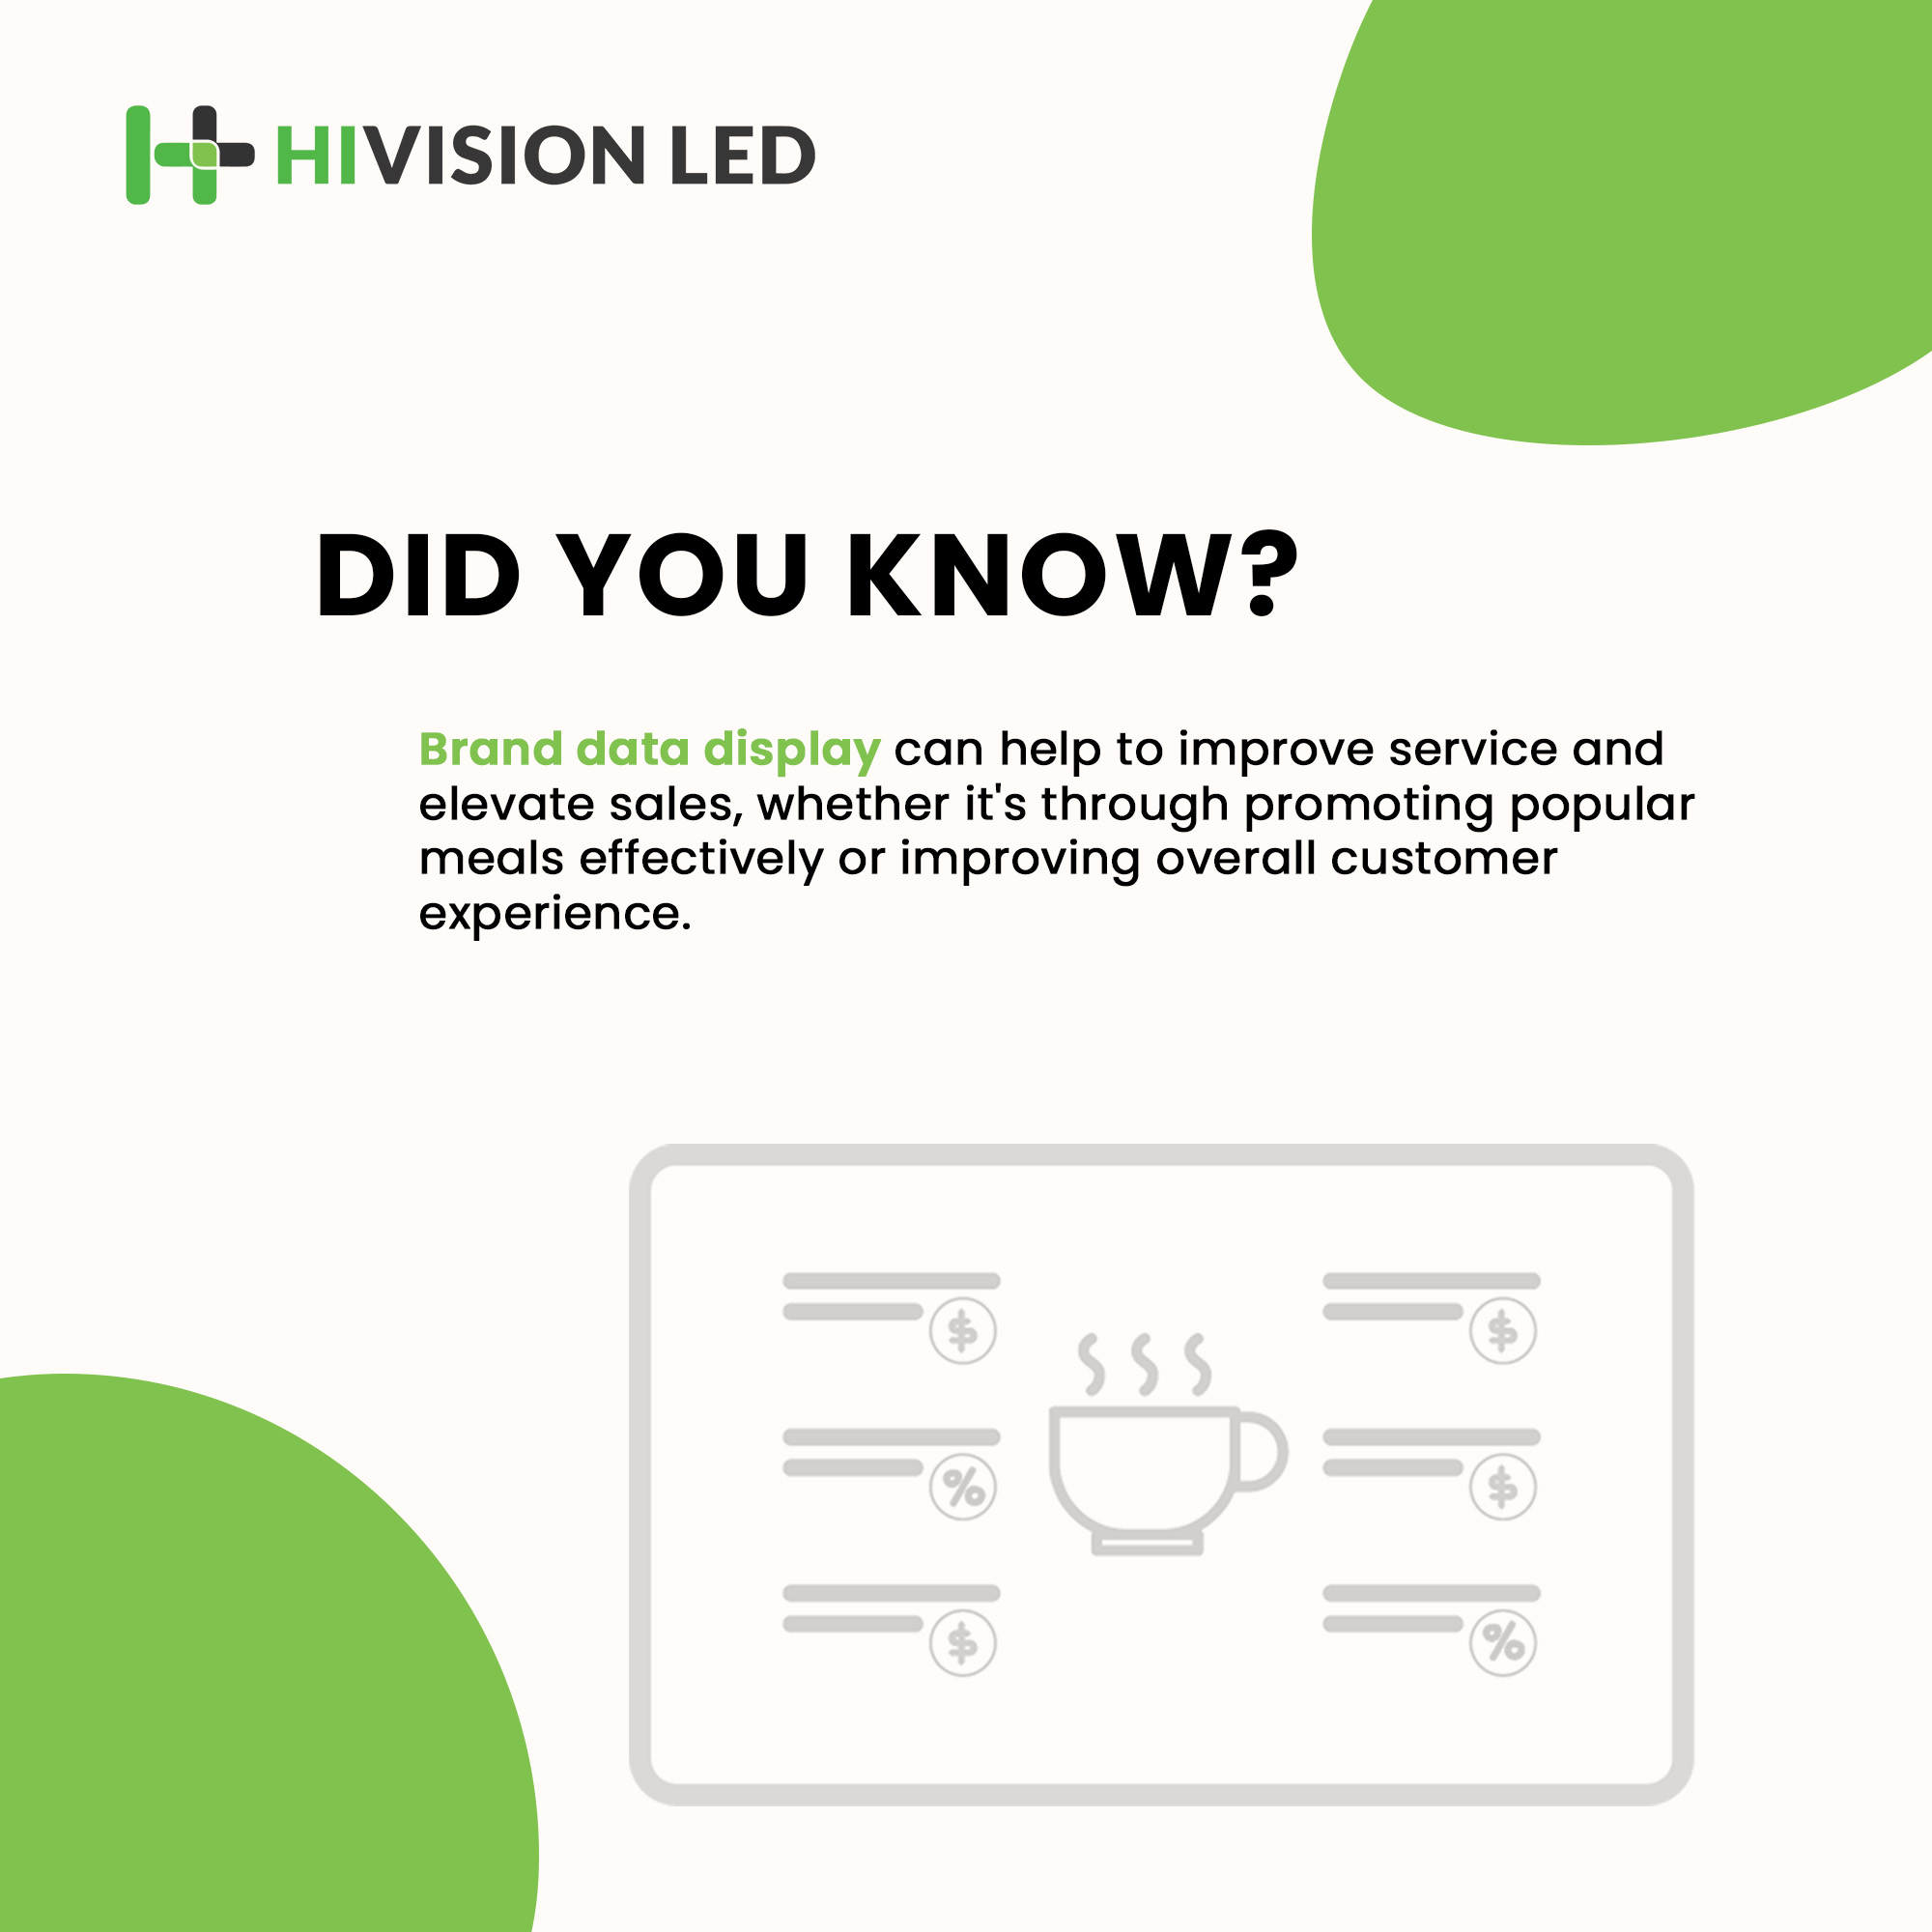 HIVISION LED
DID YOU KNOW?
Brand data display can help to improve service and
elevate sales, whether it's through promoting popular
meals effectively or improving overall customer
experience.
$
$
%
$
$
%